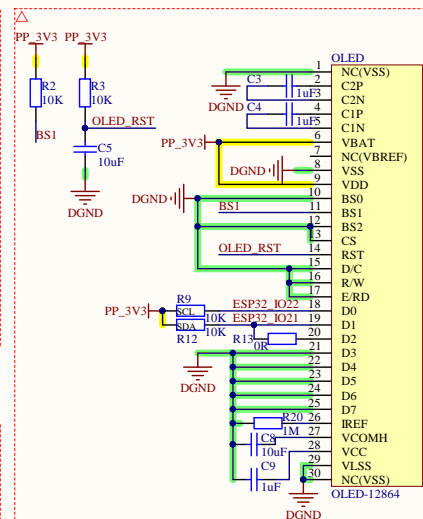 PP_3V3 PP_3V3
OLED
R2
10K
R3
10K
BS1
OLED_RST
C5
10uF
DGND
DGND
C3
1uF
C4
1uF
PP_3V3
DGND
DGND
BS1
OLED_RST
PP_3V3
R9
SCL
10K
ESP32_IO22
SDA
R12
10K
ESP32_IO21
R13
0R
DGND
R20
1M
C8
10uF
C9
1uF
DGND
1 NC(VSS)
2 C2P
3 C2N
4 C1P
5 C1N
6 VBAT
7 NC(VBREF)
8 VSS
9 VDD
10 BS0
11 BS1
12 BS2
13 CS
14 RST
15 D/C
16 R/W
17 E/RD
18 D0
19 D1
20 D2
21 D3
22 D4
23 D5
24 D6
25 D7
26 IREF
27 VCOMH
28 VCC
29 VLSS
30 NC(VSS)
OLED-12864